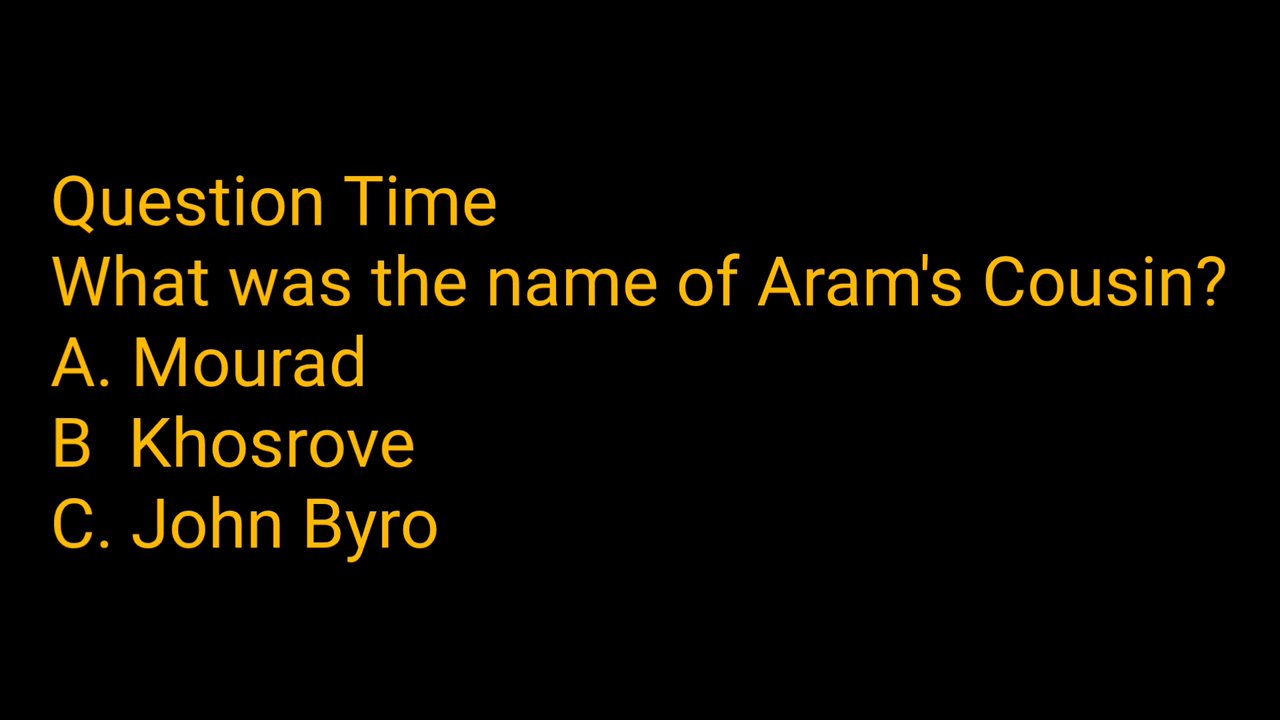 Question Time
What was the name of Aram's Cousin?
A. Mourad
B  Khosrove
C. John Byro